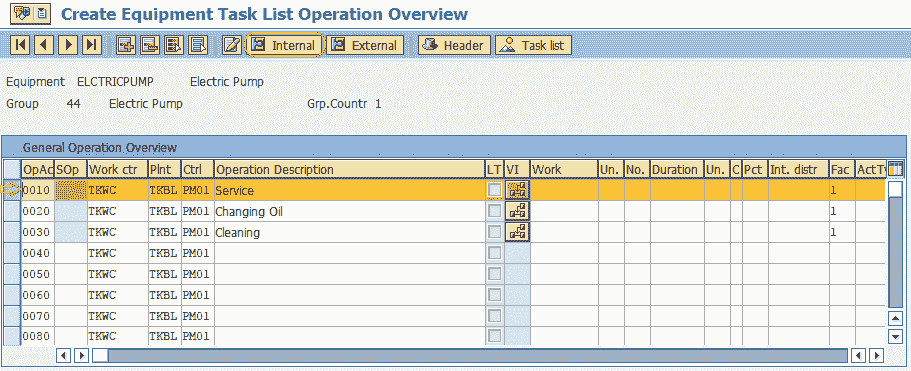 Create Equipment Task List Operation Overview
Internal External Header Task list
Equipment ELCTRICPUMP Electric Pump
Group 44 Electric Pump Grp.Countr 1
General Operation Overview
OpAc SOp Work ctr Plnt Ctrl Operation Description LT VI Work Un. No. Duration Un. C Pct Int. distr Fac ActTy
0010 TKWC TKBL PM01 Service 1
0020 TKWC TKBL PM01 Changing Oil 1
0030 TKWC TKBL PM01 Cleaning 1
0040 TKWC TKBL PM01
0050 TKWC TKBL PM01
0060 TKWC TKBL PM01
0070 TKWC TKBL PM01
0080 TKWC TKBL PM01